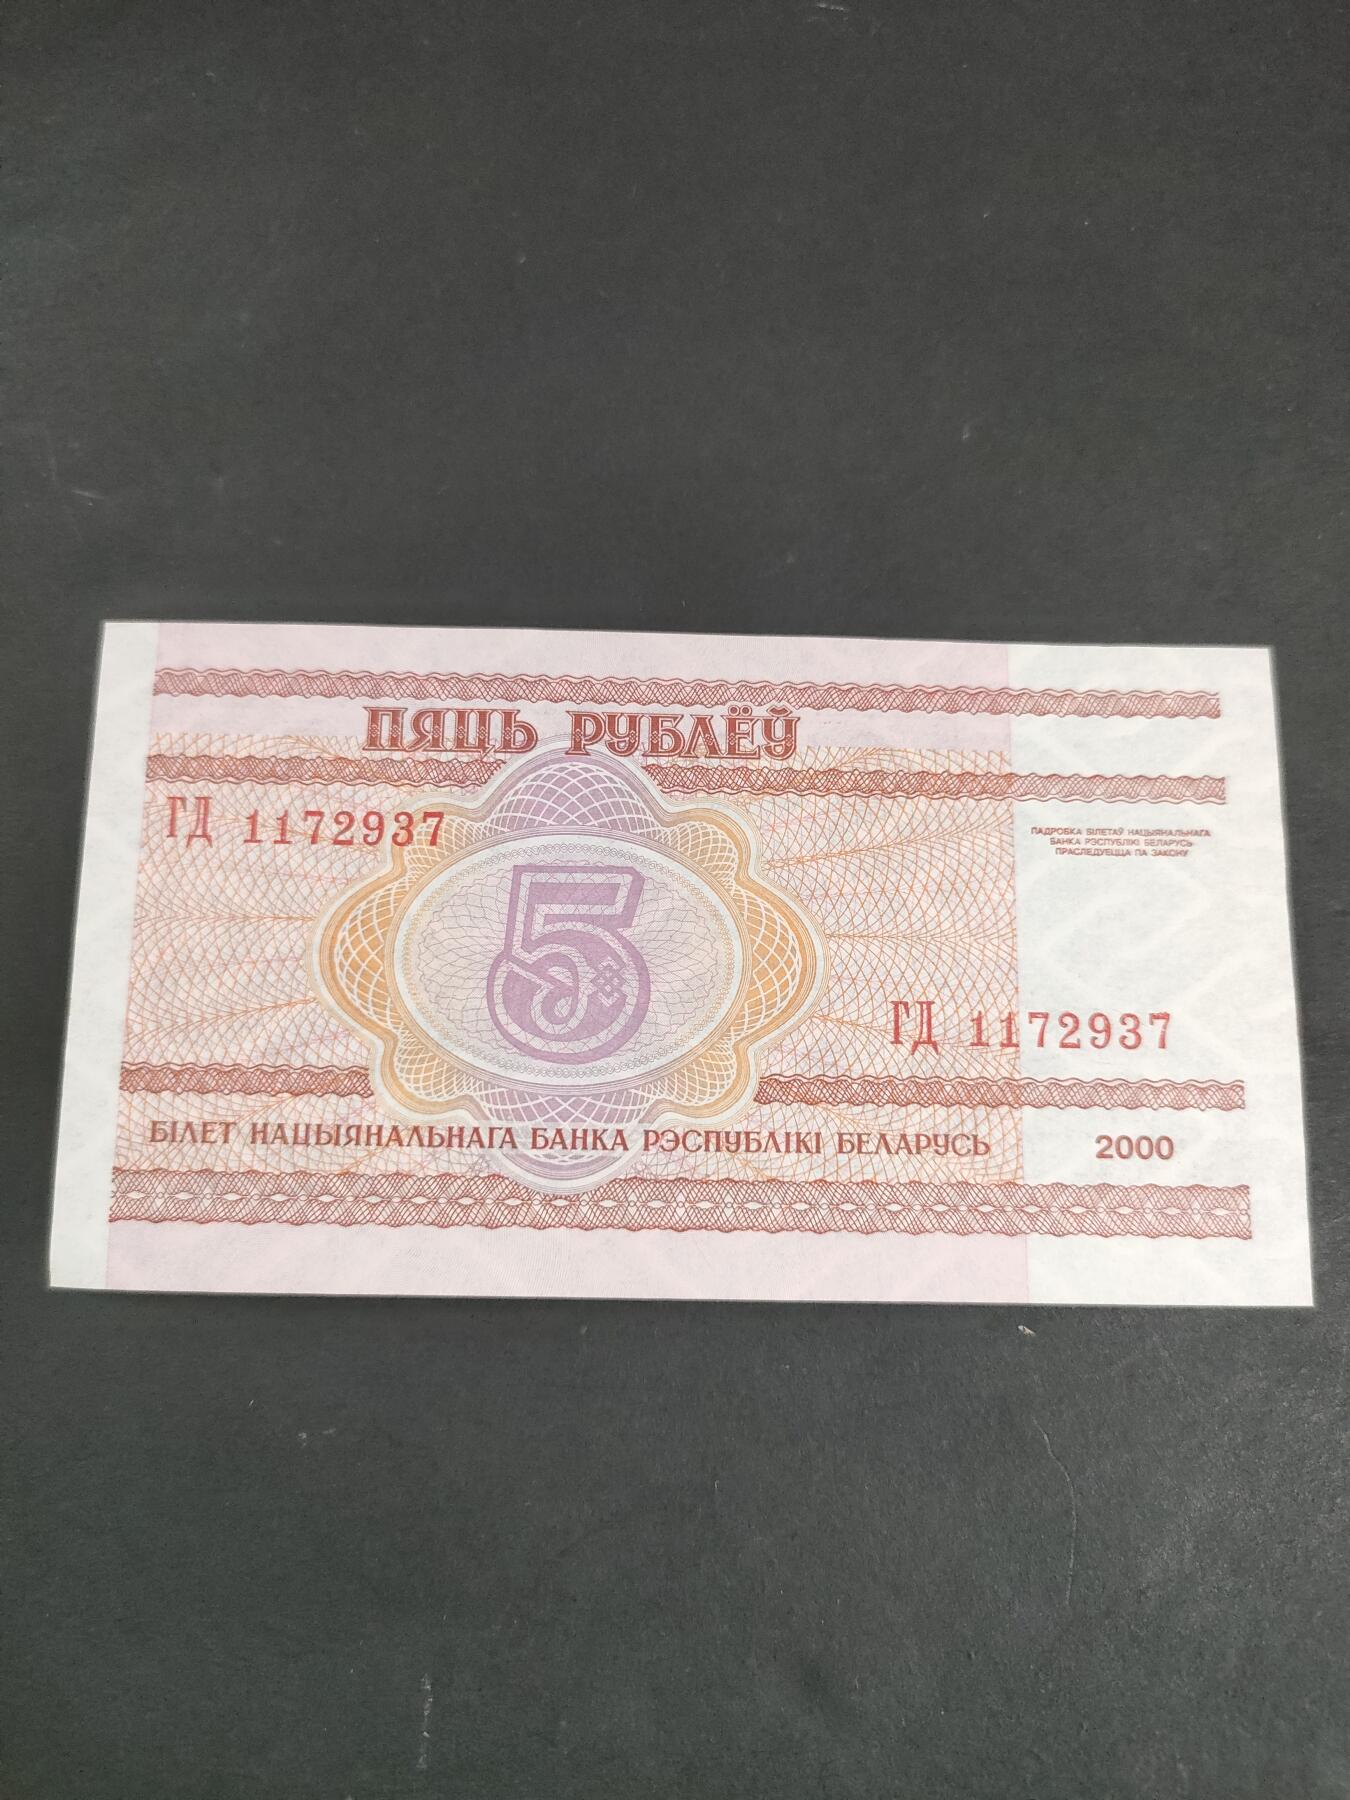 ПЯЦЬ РУБЛЁЎ
ГД 1172937
ПАДРОБКА БІЛЕТАЎ НАЦЫЯНАЛЬНАГА
БАНКА РЭСПУБЛІКІ БЕЛАРУСЬ
ПРАСЛЕДУЕЦЦА ПА ЗАКОНУ
5
ГД 1172937
БІЛЕТ НАЦЫЯНАЛЬНАГА БАНКА РЭСПУБЛІКІ БЕЛАРУСЬ
2000